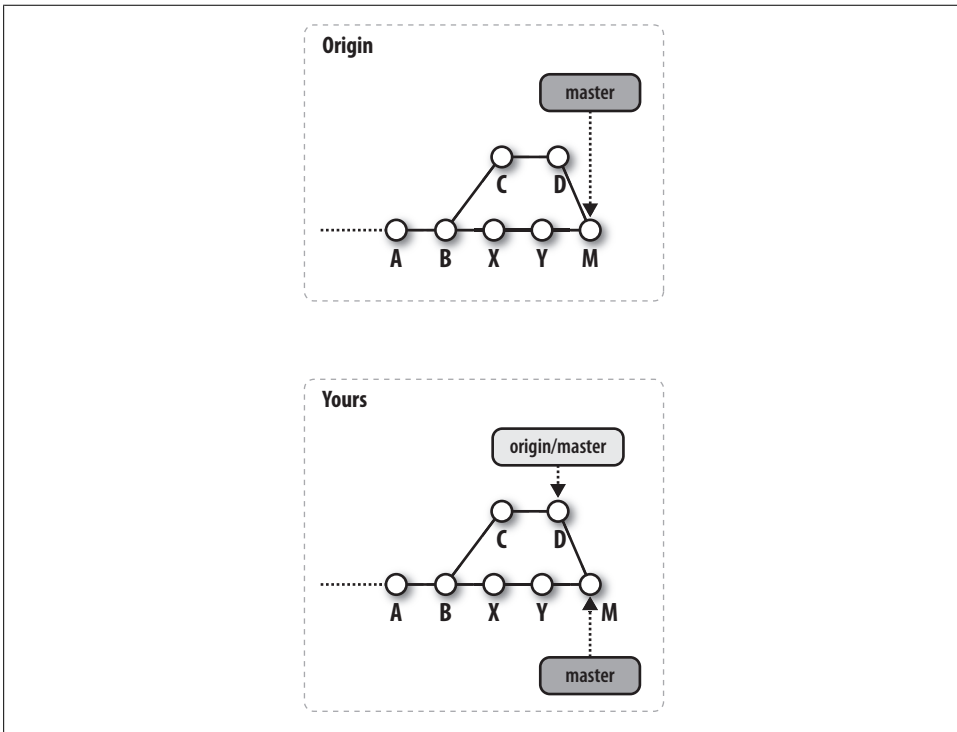 Origin
master
C D
A B X Y M
Yours
origin/master
C D
A B X Y M
master